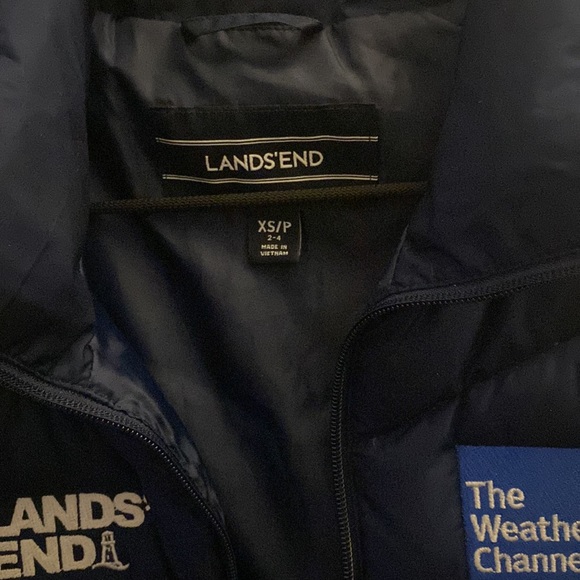 LANDS'END
XS/P
2-4
MADE IN
VIETNAM
LANDS'
END
The
Weathe
Channe